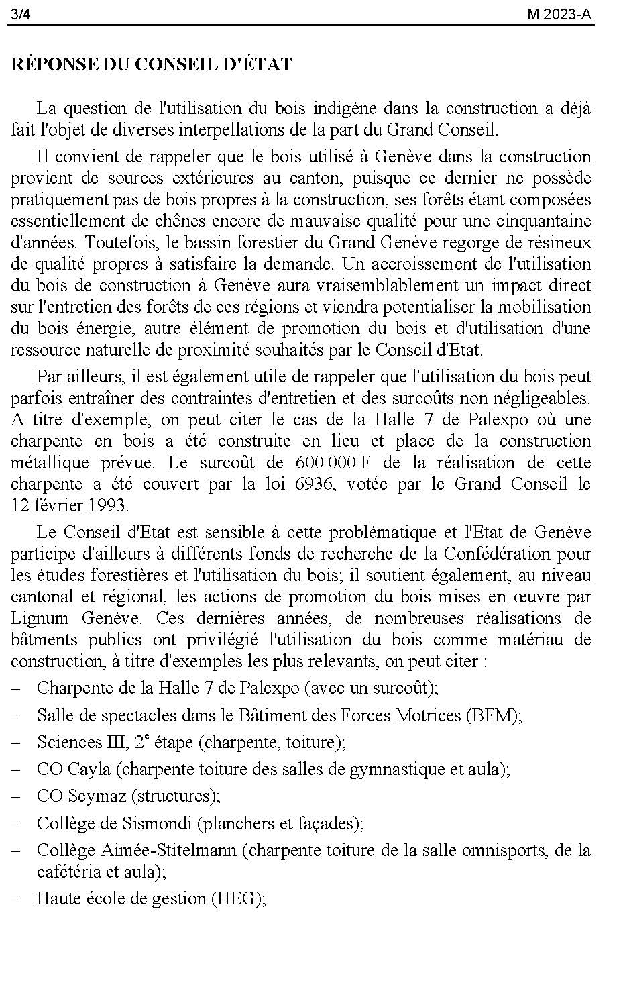 3/4 M 2023-A
RÉPONSE DU CONSEIL D'ÉTAT
La question de l'utilisation du bois indigène dans la construction a déjà
fait l'objet de diverses interpellations de la part du Grand Conseil.
Il convient de rappeler que le bois utilisé à Genève dans la construction
provient de sources extérieures au canton, puisque ce dernier ne possède
pratiquement pas de bois propres à la construction, ses forêts étant composées
essentiellement de chênes encore de mauvaise qualité pour une cinquantaine
d'années. Toutefois, le bassin forestier du Grand Genève regorge de résineux
de qualité propres à satisfaire la demande. Un accroissement de l'utilisation
du bois de construction à Genève aura vraisemblablement un impact direct
sur l'entretien des forêts de ces régions et viendra potentialiser la mobilisation
du bois énergie, autre élément de promotion du bois et d'utilisation d'une
ressource naturelle de proximité souhaités par le Conseil d'Etat.
Par ailleurs, il est également utile de rappeler que l'utilisation du bois peut
parfois entraîner des contraintes d'entretien et des surcoûts non négligeables.
A titre d'exemple, on peut citer le cas de la Halle 7 de Palexpo où une
charpente en bois a été construite en lieu et place de la construction
métallique prévue. Le surcoût de 600 000 F de la réalisation de cette
charpente a été couvert par la loi 6936, votée par le Grand Conseil le
12 février 1993.
Le Conseil d'Etat est sensible à cette problématique et l'Etat de Genève
participe d'ailleurs à différents fonds de recherche de la Confédération pour
les études forestières et l'utilisation du bois; il soutient également, au niveau
cantonal et régional, les actions de promotion du bois mises en œuvre par
Lignum Genève. Ces dernières années, de nombreuses réalisations de
bâtments publics ont privilégié l'utilisation du bois comme matériau de
construction, à titre d'exemples les plus relevants, on peut citer :
– Charpente de la Halle 7 de Palexpo (avec un surcoût);
– Salle de spectacles dans le Bâtiment des Forces Motrices (BFM);
– Sciences III, 2e étape (charpente, toiture);
– CO Cayla (charpente toiture des salles de gymnastique et aula);
– CO Seymaz (structures);
– Collège de Sismondi (planchers et façades);
– Collège Aimée-Stitelmann (charpente toiture de la salle omnisports, de la
cafétéria et aula);
– Haute école de gestion (HEG);